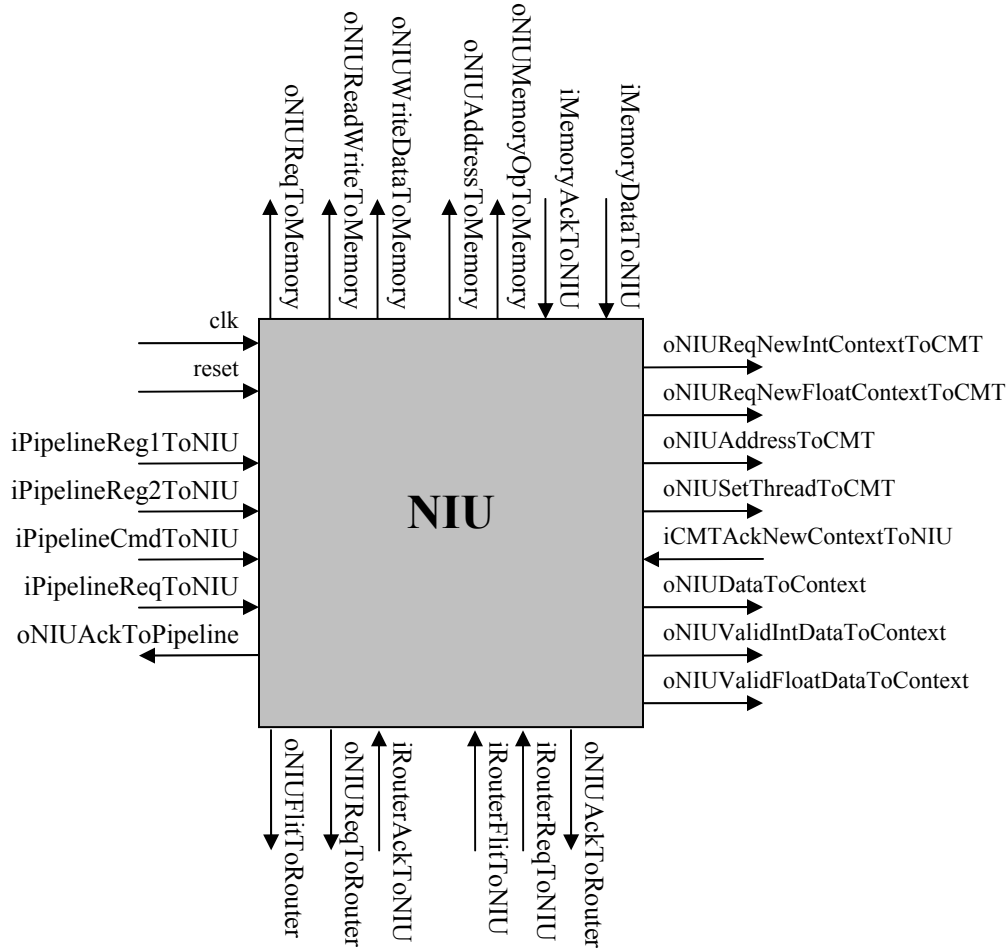 oNIUReqToMemory
oNIUReadWriteToMemory
oNIUWriteDataToMemory
oNIUAddressToMemory
oNIUMemoryOpToMemory
iMemoryAckToNIU
iMemoryDataToNIU
clk
reset
iPipelineReg1ToNIU
iPipelineReg2ToNIU
iPipelineCmdToNIU
iPipelineReqToNIU
oNIUAckToPipeline
NIU
oNIUReqNewIntContextToCMT
oNIUReqNewFloatContextToCMT
oNIUAddressToCMT
oNIUSetThreadToCMT
iCMTAckNewContextToNIU
oNIUDataToContext
oNIUValidIntDataToContext
oNIUValidFloatDataToContext
oNIUFlitToRouter
oNIUReqToRouter
iRouterAckToNIU
iRouterFlitToNIU
iRouterReqToNIU
oNIUAckToRouter